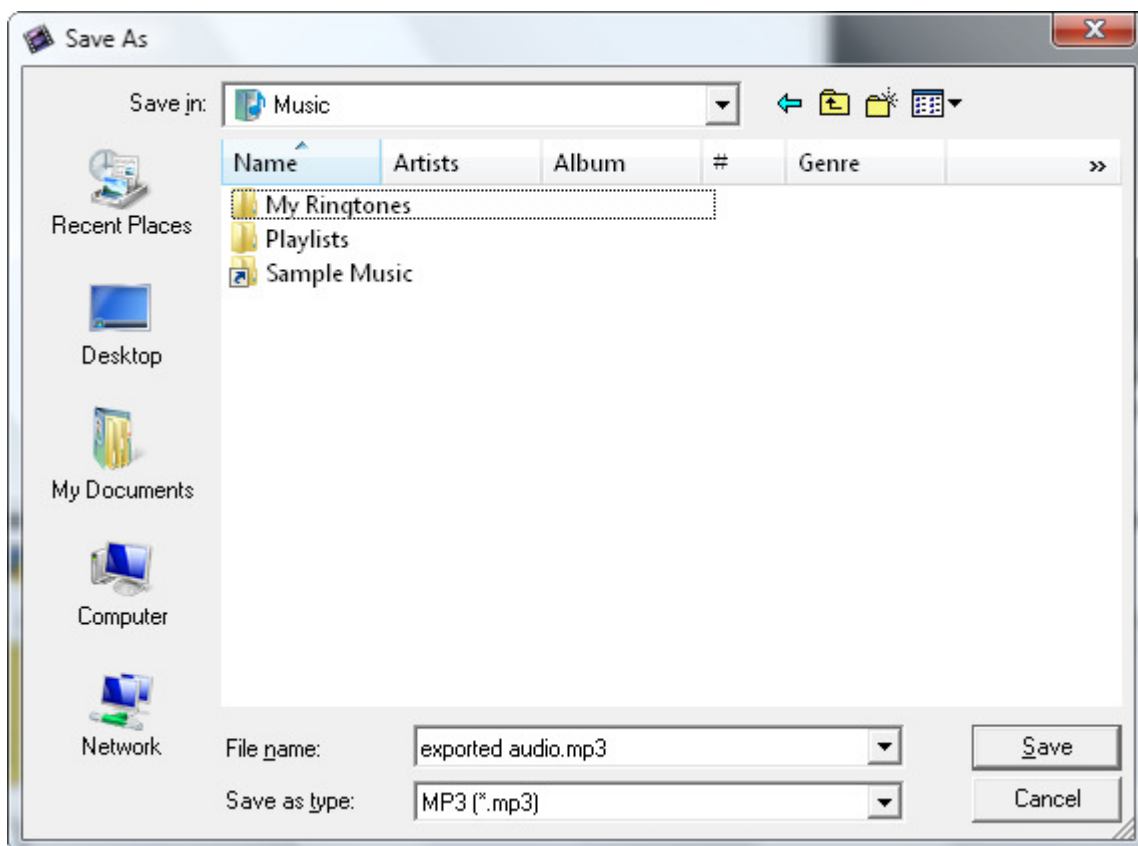 Save As
Save in: Music
Name Artists Album # Genre »
My Ringtones
Playlists
Sample Music
Recent Places
Desktop
My Documents
Computer
Network
File name: exported audio.mp3 Save
Save as type: MP3 (*.mp3) Cancel